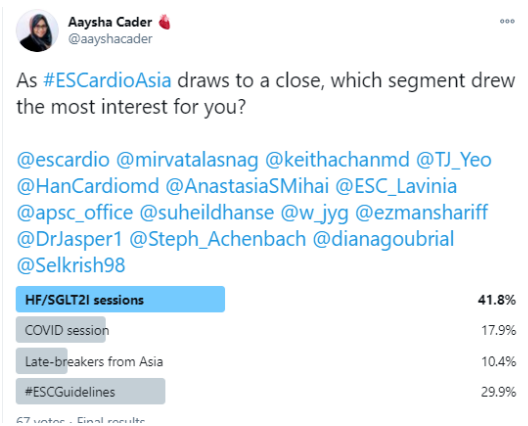 Aaysha Cader
@aayshacader
As #ESCardioAsia draws to a close, which segment drew
the most interest for you?
@escardio @mirvatalasnag @keithachanmd @TJ_Yeo
@HanCardiomd @AnastasiaSMihai @ESC_Lavinia
@apsc_office @suheildhanse @w_jyg @ezmanshariff
@DrJasper1 @Steph_Achenbach @dianagoubrial
@Selkrish98
HF/SGLT2I sessions 41.8%
COVID session 17.9%
Late-breakers from Asia 10.4%
#ESCGuidelines 29.9%
67 votes · Final results